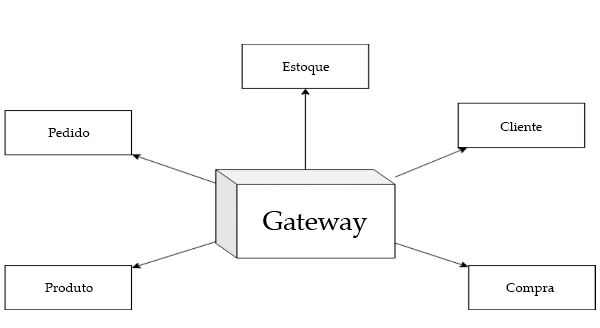 Estoque
Pedido
Cliente
Gateway
Produto
Compra